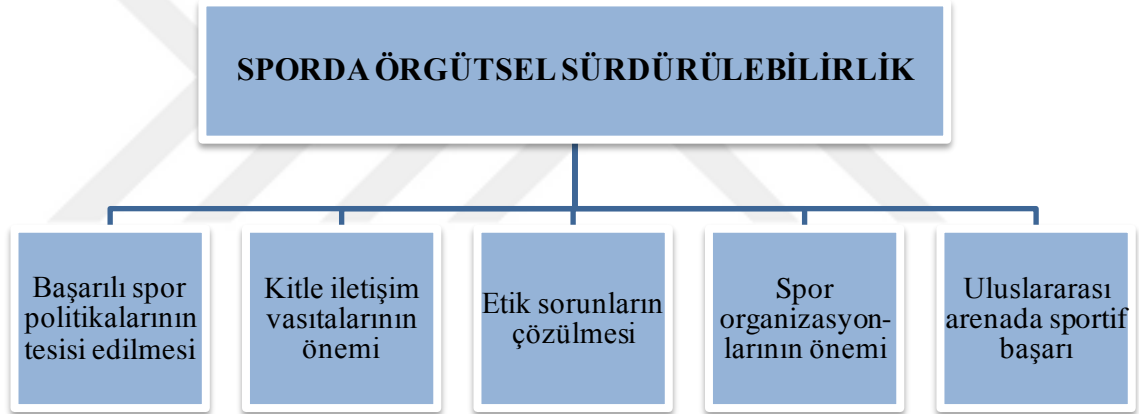 SPORDA ÖRGÜTSEL SÜRDÜRÜLEBİLİRLİK
Başarılı spor
politikalarının
tesisi edilmesi
Kitle iletişim
vasıtalarının
önemi
Etik sorunların
çözülmesi
Spor
organizasyon-
larının önemi
Uluslararası
arenada sportif
başarı